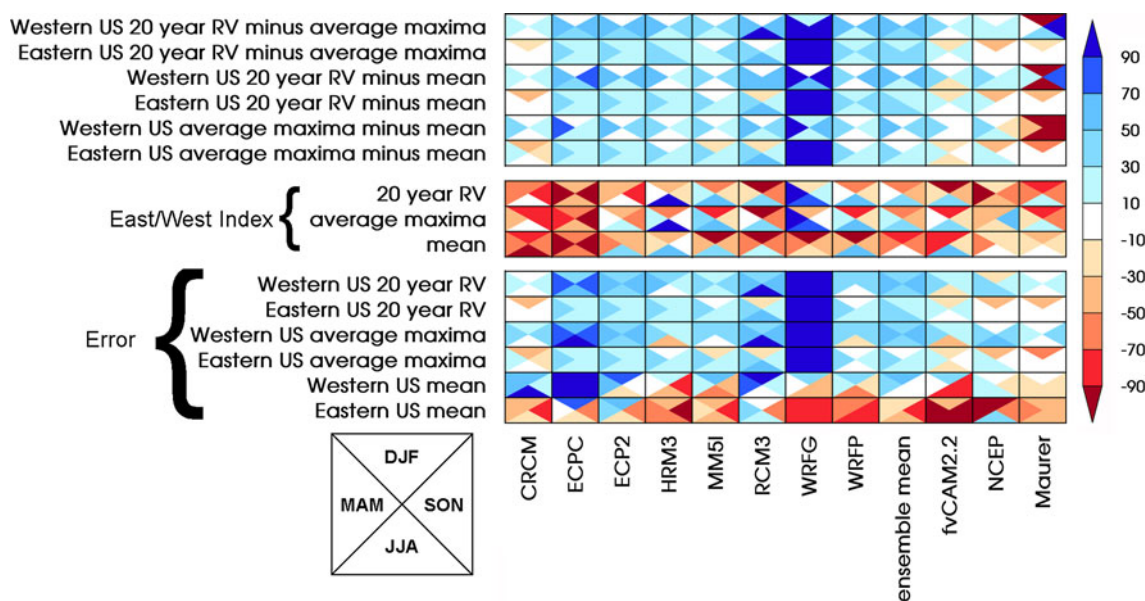 Western US 20 year RV minus average maxima
Eastern US 20 year RV minus average maxima
Western US 20 year RV minus mean
Eastern US 20 year RV minus mean
Western US average maxima minus mean
Eastern US average maxima minus mean
East/West Index
20 year RV
average maxima
mean
Error
Western US 20 year RV
Eastern US 20 year RV
Western US average maxima
Eastern US average maxima
Western US mean
Eastern US mean
90
70
50
30
10
-10
-30
-50
-70
-90
CRCM
ECPC
ECP2
HRM3
MM5I
RCM3
WRFG
WRFP
ensemble mean
fvCAM2.2
NCEP
Maurer
DJF
MAM
SON
JJA